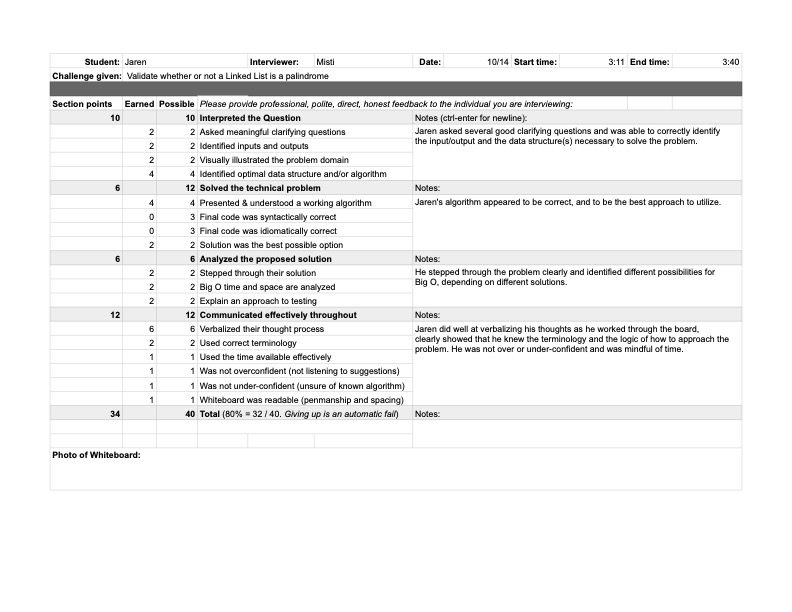 Student: Jaren Interviewer: Misti Date: 10/14 Start time: 3:11 End time: 3:40
Challenge given: Validate whether or not a Linked List is a palindrome
Section points Earned Possible Please provide professional, polite, direct, honest feedback to the individual you are interviewing:
10 10 Interpreted the Question Notes (ctrl-enter for newline):
2 2 Asked meaningful clarifying questions
2 2 Identified inputs and outputs
2 2 Visually illustrated the problem domain
4 4 Identified optimal data structure and/or algorithm
Jaren asked several good clarifying questions and was able to correctly identify
the input/output and the data structure(s) necessary to solve the problem.
6 12 Solved the technical problem Notes:
4 4 Presented & understood a working algorithm
0 3 Final code was syntactically correct
0 3 Final code was idiomatically correct
2 2 Solution was the best possible option
Jaren's algorithm appeared to be correct, and to be the best approach to utilize.
6 6 Analyzed the proposed solution Notes:
2 2 Stepped through their solution
2 2 Big O time and space are analyzed
2 2 Explain an approach to testing
He stepped through the problem clearly and identified different possibilities for
Big O, depending on different solutions.
12 12 Communicated effectively throughout Notes:
6 6 Verbalized their thought process
2 2 Used correct terminology
1 1 Used the time available effectively
1 1 Was not overconfident (not listening to suggestions)
1 1 Was not under-confident (unsure of known algorithm)
1 1 Whiteboard was readable (penmanship and spacing)
Jaren did well at verbalizing his thoughts as he worked through the board,
clearly showed that he knew the terminology and the logic of how to approach the
problem. He was not over or under-confident and was mindful of time.
34 40 Total (80% = 32 / 40. Giving up is an automatic fail) Notes:
Photo of Whiteboard: